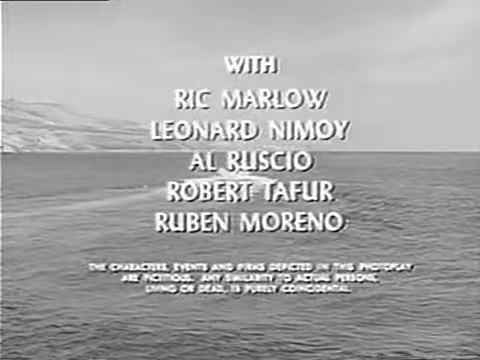 WITH
RIC MARLOW
LEONARD NIMOY
AL RUSCIO
ROBERT TAFUR
RUBEN MORENO
THE CHARACTERS, EVENTS AND FIRMS DEPICTED IN THIS PHOTOPLAY
ARE FICTITIOUS. ANY SIMILARITY TO ACTUAL PERSONS,
LIVING OR DEAD, IS PURELY COINCIDENTAL.